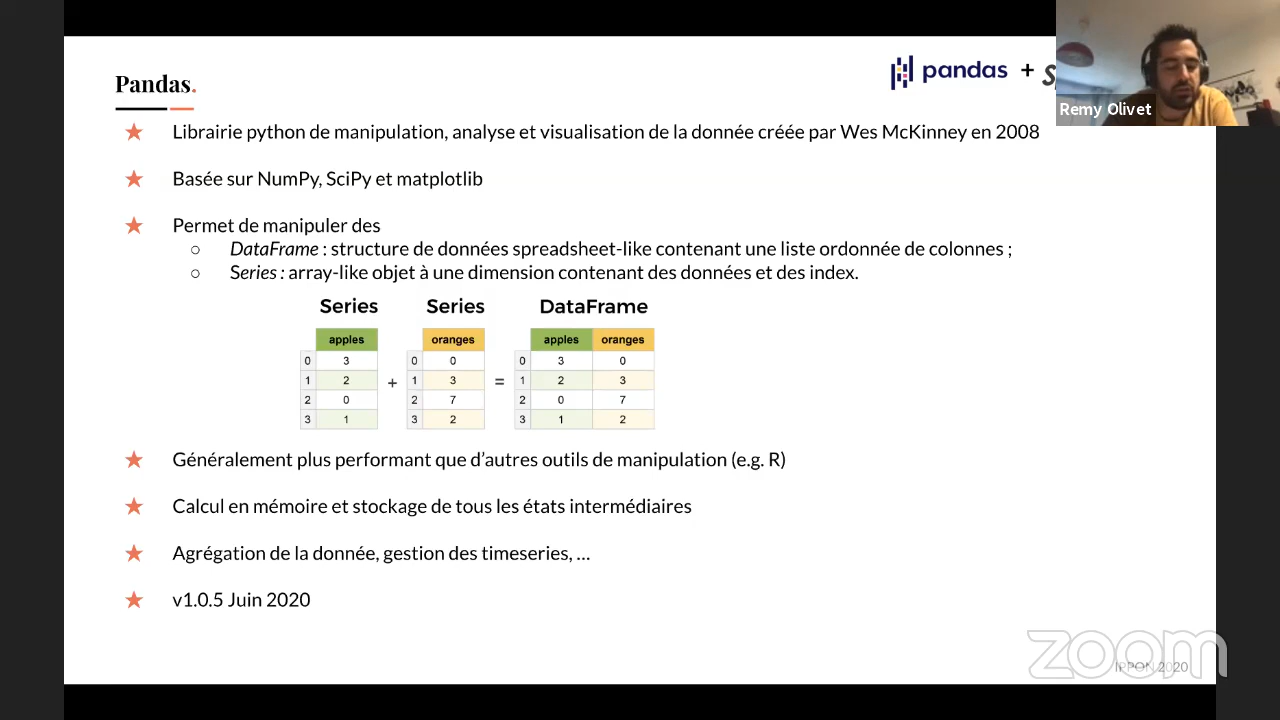 Pandas.
pandas +
Remy Olivet
Librairie python de manipulation, analyse et visualisation de la donnée créée par Wes McKinney en 2008
Basée sur NumPy, SciPy et matplotlib
Permet de manipuler des
DataFrame : structure de données spreadsheet-like contenant une liste ordonnée de colonnes ;
Series : array-like objet à une dimension contenant des données et des index.
Series Series DataFrame
apples oranges apples oranges
0 3 0 0 0 3 0
1 2 1 3 1 2 3
+ =
2 0 2 7 2 0 7
3 1 3 2 3 1 2
Généralement plus performant que d'autres outils de manipulation (e.g. R)
Calcul en mémoire et stockage de tous les états intermédiaires
Agrégation de la donnée, gestion des timeseries, ...
v1.0.5 Juin 2020
zoom
IPPON 2020